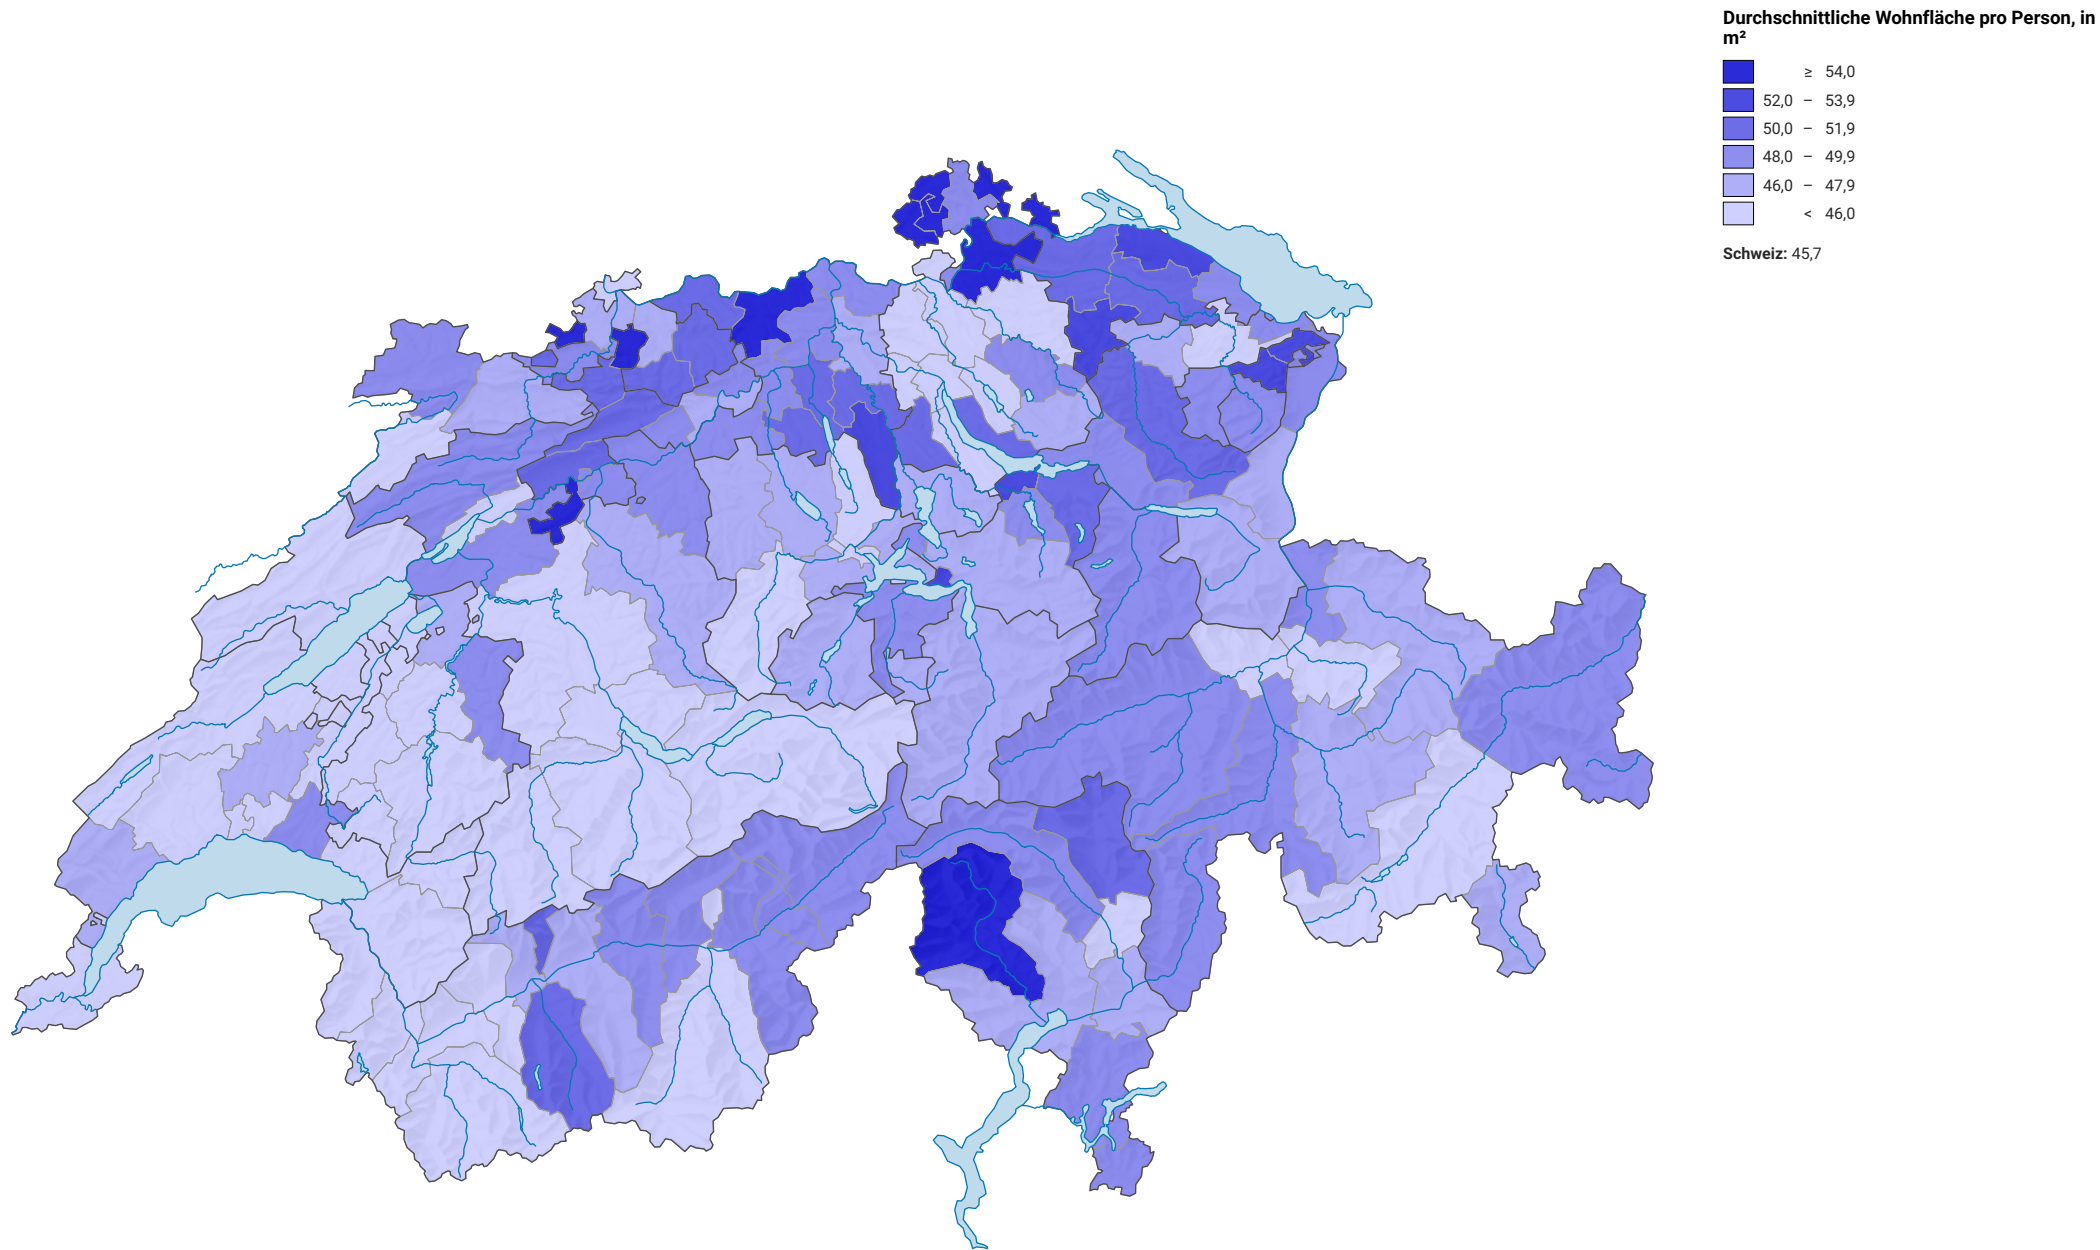 Durchschnittliche Wohnfläche pro Person, in
m²
≥ 54,0
52,0 – 53,9
50,0 – 51,9
48,0 – 49,9
46,0 – 47,9
< 46,0
Schweiz: 45,7